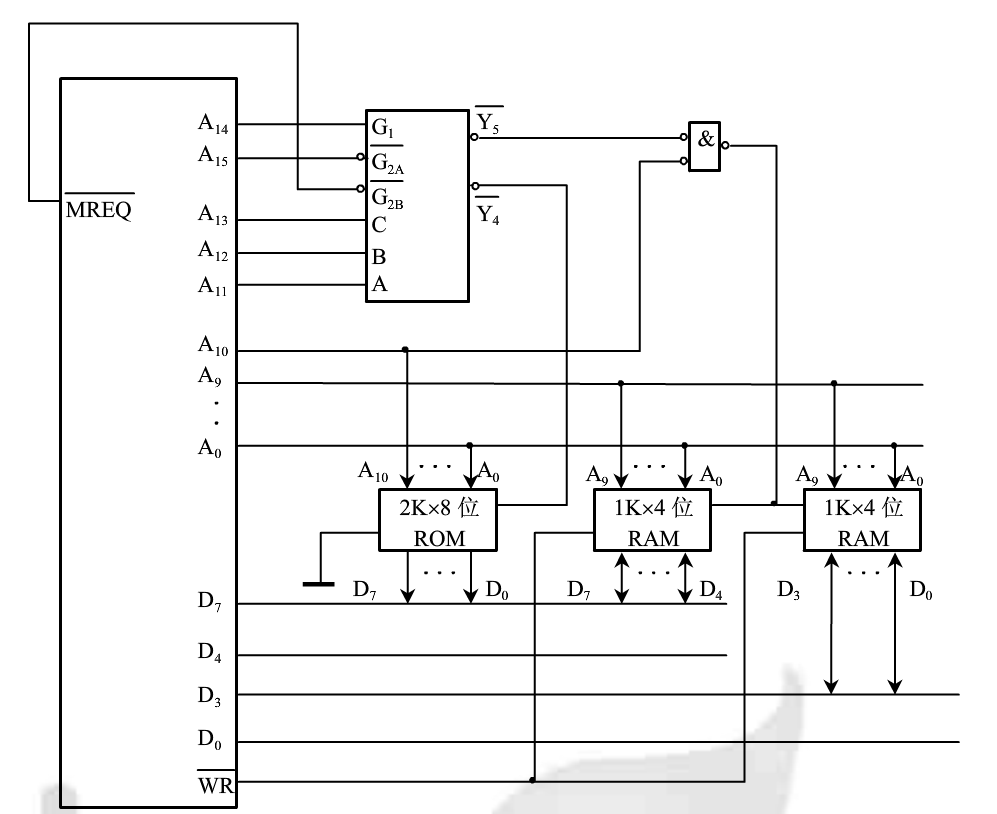 A14
A15
MREQ
A13
A12
A11
A10
A9
A0
D7
D4
D3
D0
WR
G1
G2A
G2B
C
B
A
Y5
Y4
&
A10 ··· A0
2K×8 位
ROM
D7 ··· D0
A9 ··· A0
1K×4 位
RAM
D7 ··· D4
A9 ··· A0
1K×4 位
RAM
D3 ··· D0